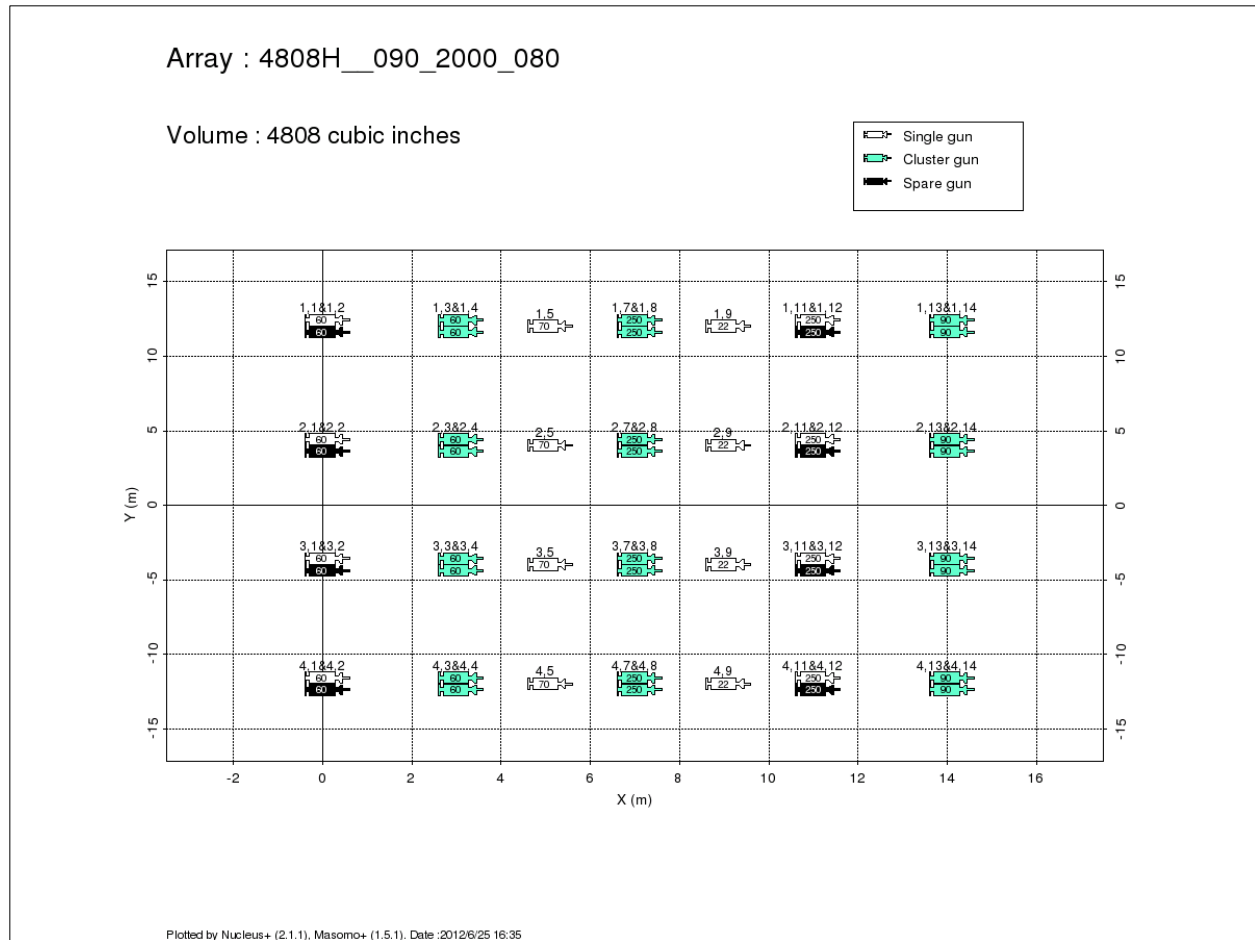 Array : 4808H__090_2000_080
Volume : 4808 cubic inches
Single gun
Cluster gun
Spare gun
15 15
1,1&1,2 1,3&1,4 1,5 1,7&1,8 1,9 1,11&1,12 1,13&1,14
60 60 250 250 90
70 22
60 60 250 250 90
10 10
2,1&2,2 2,3&2,4 2,5 2,7&2,8 2,9 2,11&2,12 2,13&2,14
5 5
60 60 250 250 90
70 22
60 60 250 250 90
Y (m) 0 0
3,1&3,2 3,3&3,4 3,5 3,7&3,8 3,9 3,11&3,12 3,13&3,14
60 60 250 250 90
70 22
60 60 250 250 90
-5 -5
-10 -10
4,1&4,2 4,3&4,4 4,5 4,7&4,8 4,9 4,11&4,12 4,13&4,14
60 60 250 250 90
70 22
60 60 250 250 90
-15 -15
-2 0 2 4 6 8 10 12 14 16
X (m)
Plotted by Nucleus+ (2.1.1), Masomo+ (1.5.1). Date :2012/6/25 16:35